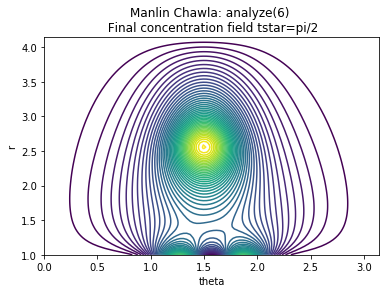 Manlin Chawla: analyze(6)
Final concentration field tstar=pi/2
r
4.0
3.5
3.0
2.5
2.0
1.5
1.0
0.0 0.5 1.0 1.5 2.0 2.5 3.0
theta